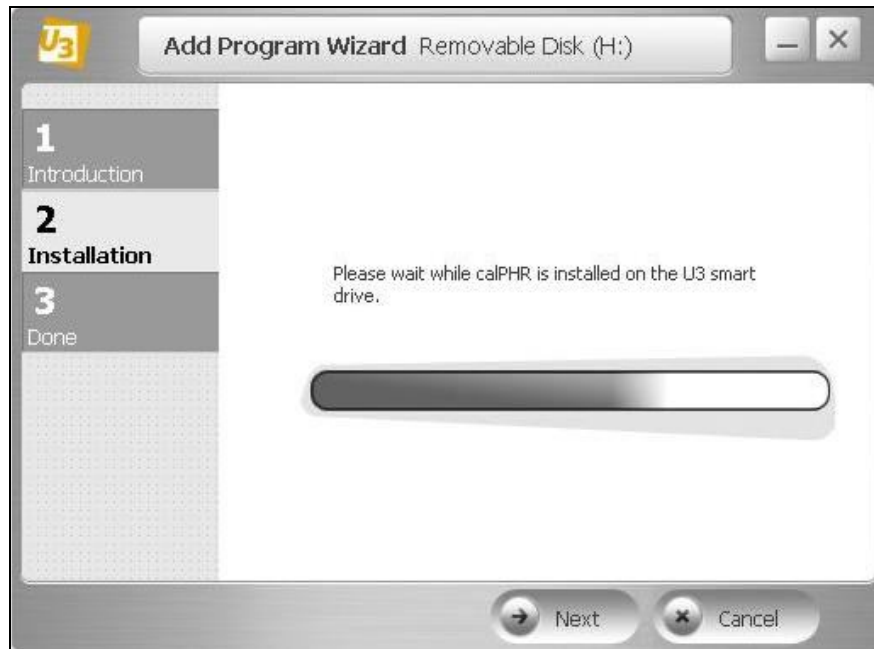 U3
Add Program Wizard Removable Disk (H:)
1
Introduction
2
Installation
3
Done
Please wait while calPHR is installed on the U3 smart
drive.
Next
Cancel